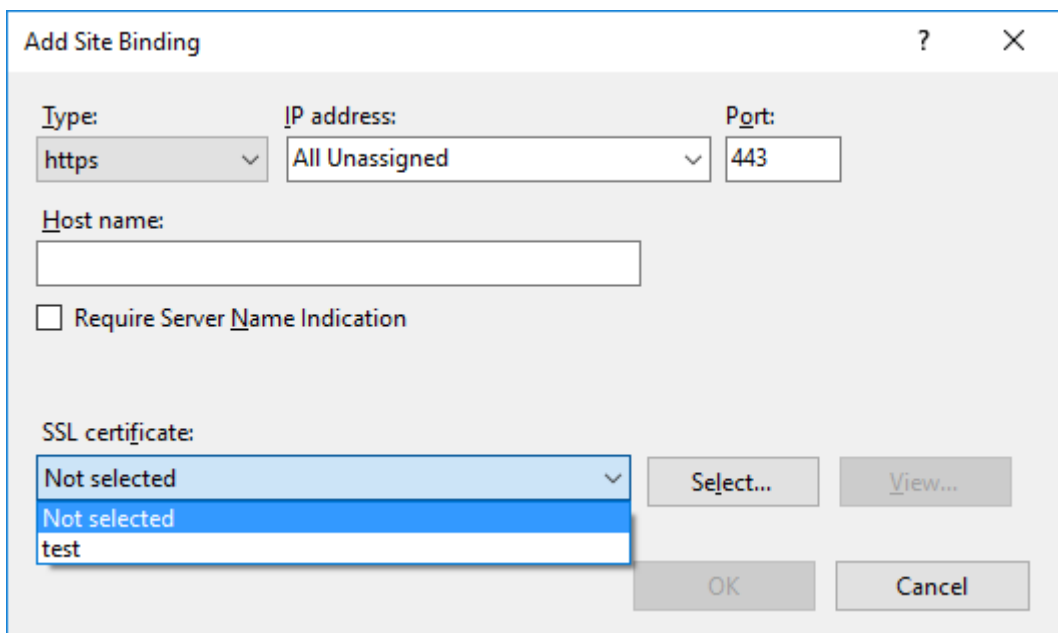 Add Site Binding ?
Type: IP address: Port:
https All Unassigned 443
Host name:
Require Server Name Indication
SSL certificate:
Not selected Select... View...
Not selected
test
OK Cancel